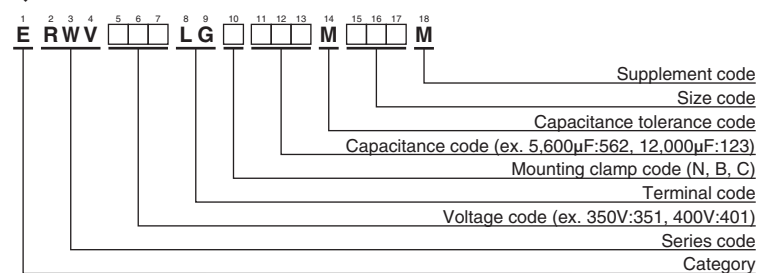 1 2 3 4 5 6 7 8 9 10 11 12 13 14 15 16 17 18
E RWV □□□ LG □ □□□ M □□□ M
Supplement code
Size code
Capacitance tolerance code
Capacitance code (ex. 5,600µF:562, 12,000µF:123)
Mounting clamp code (N, B, C)
Terminal code
Voltage code (ex. 350V:351, 400V:401)
Series code
Category